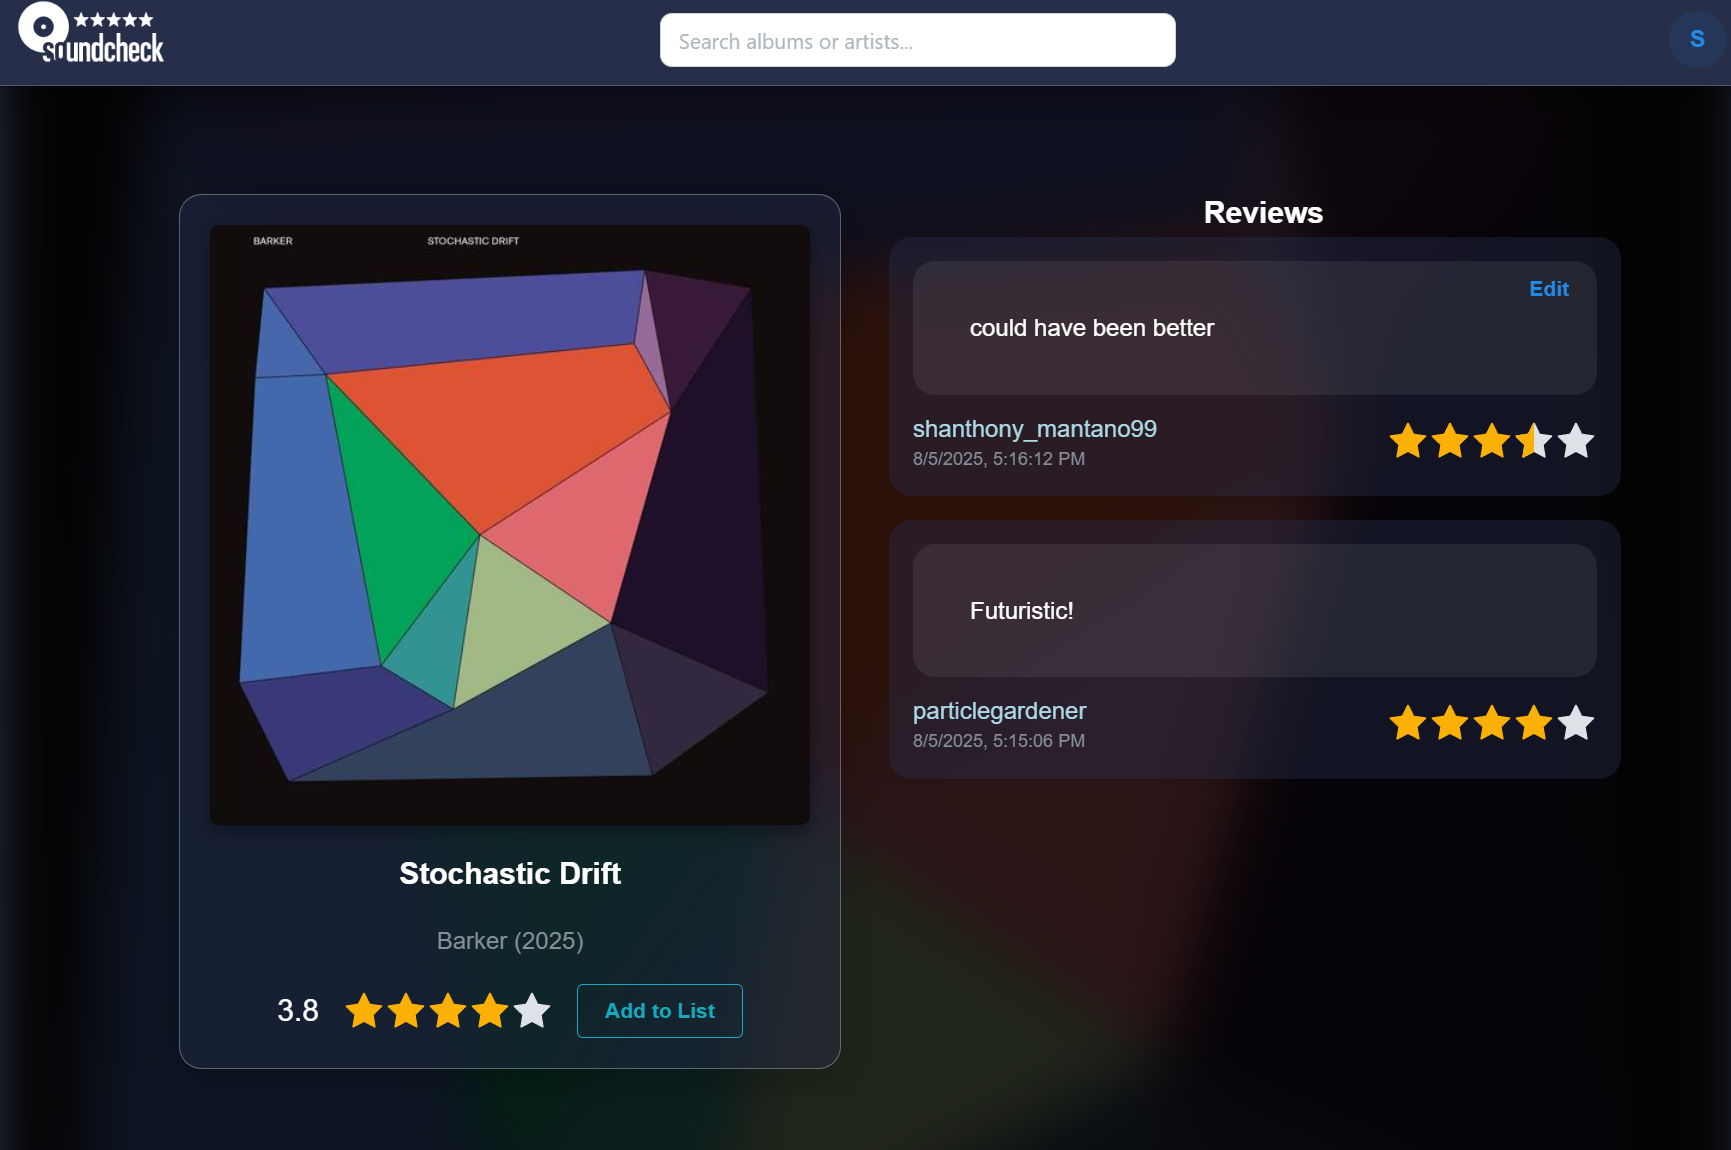 soundcheck
Search albums or artists...
S
BARKER STOCHASTIC DRIFT
Stochastic Drift
Barker (2025)
3.8
Add to List
Reviews
Edit
could have been better
shanthony_mantano99
8/5/2025, 5:16:12 PM
Futuristic!
particlegardener
8/5/2025, 5:15:06 PM